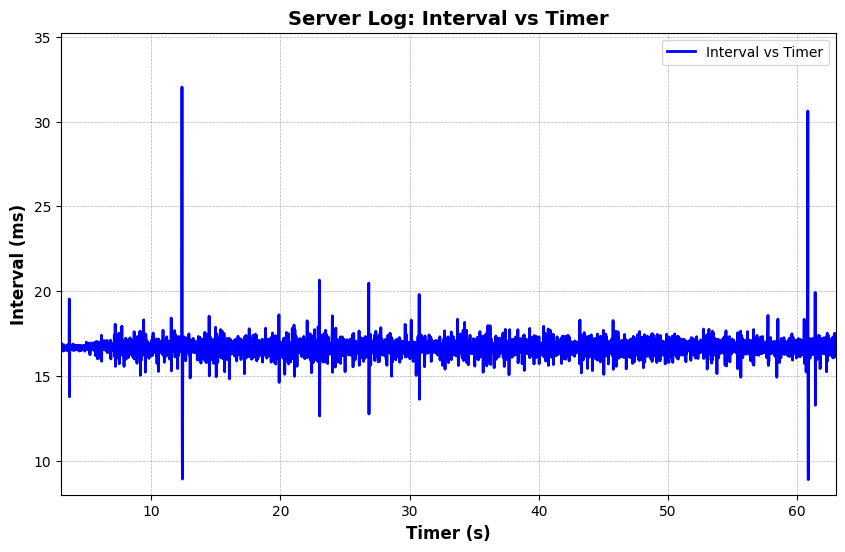 Server Log: Interval vs Timer
Interval vs Timer
35
30
25
20
15
10
Interval (ms)
10 20 30 40 50 60
Timer (s)